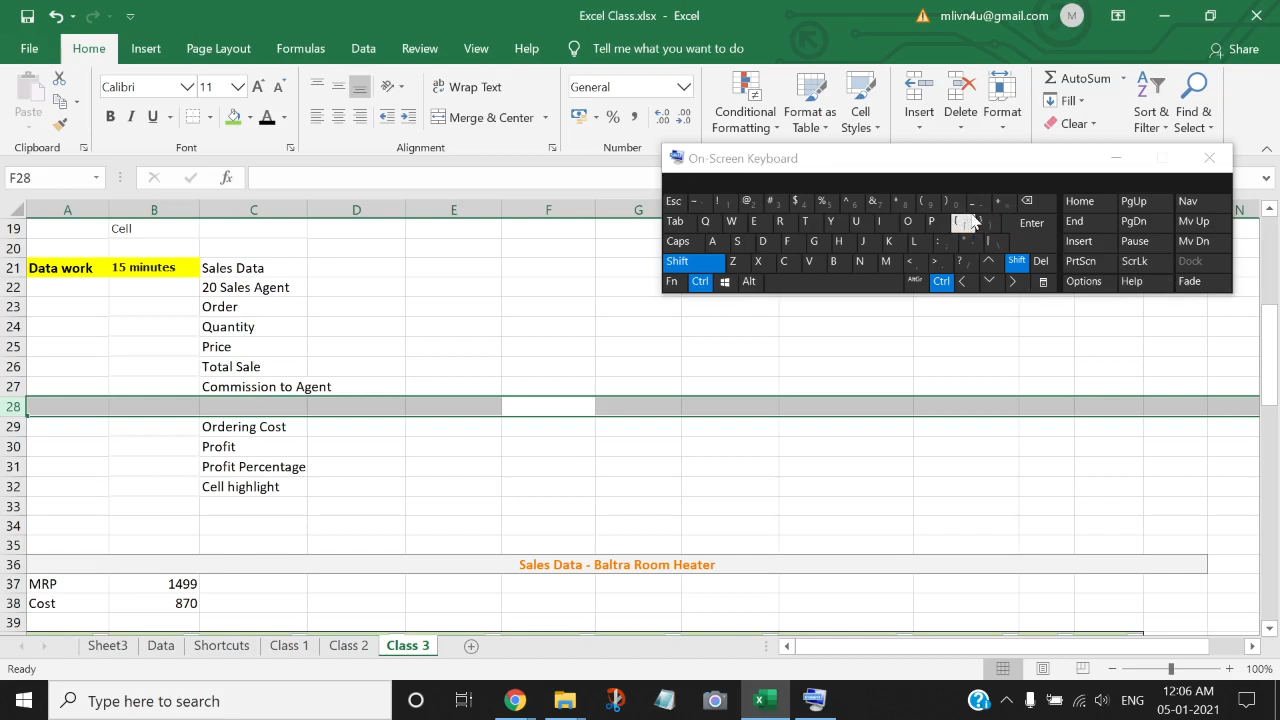 Excel Class.xlsx - Excel
mlivn4u@gmail.com
M
File Home Insert Page Layout Formulas Data Review View Help Tell me what you want to do Share
Calibri 11 Wrap Text General AutoSum
Paste B I U Merge & Center % , Conditional Formatting Format as Table Cell Styles Insert Delete Format Fill Clear Sort & Filter Find & Select
Clipboard Font Alignment Number
F28 fx
On-Screen Keyboard
Esc ~ ! @ # $ % ^ & * ( ) _ + Home PgUp Nav
Tab Q W E R T Y U I O P { Enter End PgDn Mv Up
Caps A S D F G H J K L : " | Insert Pause Mv Dn
Shift Z X C V B N M < > ? Shift Del PrtScn ScrLk Dock
Fn Ctrl Alt AltGr Ctrl Options Help Fade
A B C D E F G N
19 Cell
20
21 Data work 15 minutes Sales Data
22 20 Sales Agent
23 Order
24 Quantity
25 Price
26 Total Sale
27 Commission to Agent
28
29 Ordering Cost
30 Profit
31 Profit Percentage
32 Cell highlight
33
34
35
36 Sales Data - Baltra Room Heater
37 MRP 1499
38 Cost 870
39
Sheet3 Data Shortcuts Class 1 Class 2 Class 3
Ready 100%
Type here to search
ENG
12:06 AM
05-01-2021